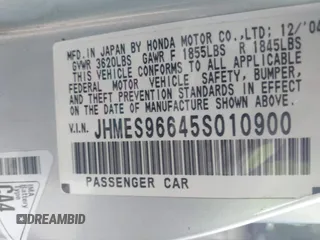 MFD. IN JAPAN BY HONDA MOTOR CO.,LTD; 12/'04
GVWR 3620LBS GAWR F 1855LBS R 1845LBS
THIS VEHICLE CONFORMS TO ALL APPLICABLE
FEDERAL MOTOR VEHICLE SAFETY, BUMPER, AND
THEFT PREVENTION STANDARDS IN EFFECT
ON THE DATE OF MANUFACTURE SHOWN ABOVE.
V.I.N. JHMES96645S010900
PASSENGER CAR
CA4
DREAMBID